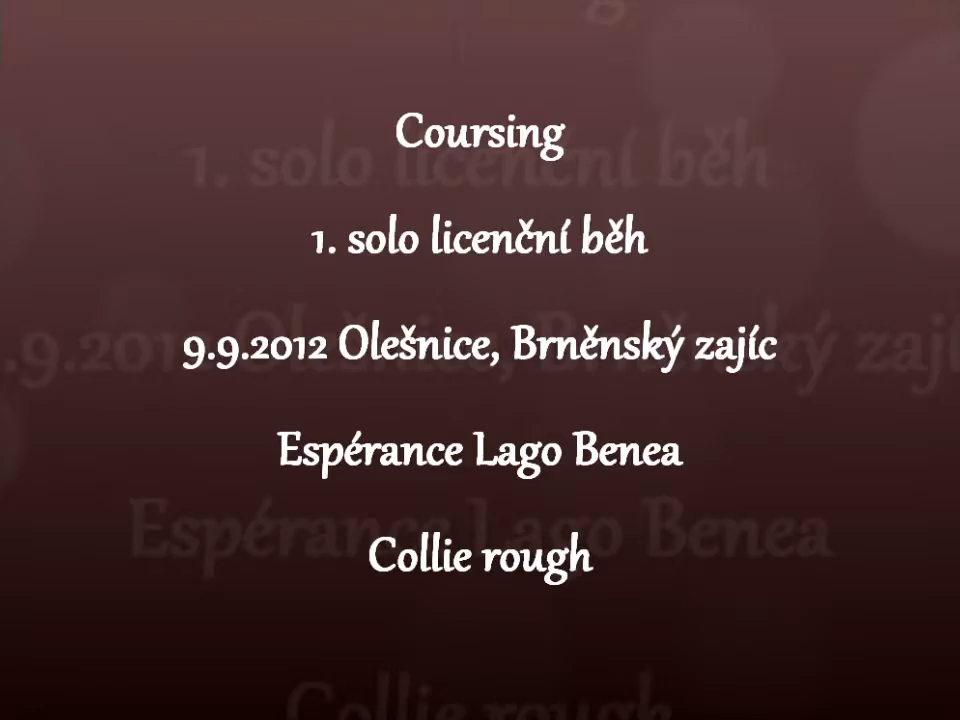 Coursing
1. solo licenční běh
9.9.2012 Olešnice, Brněnský zajíc
Espérance Lago Benea
Collie rough